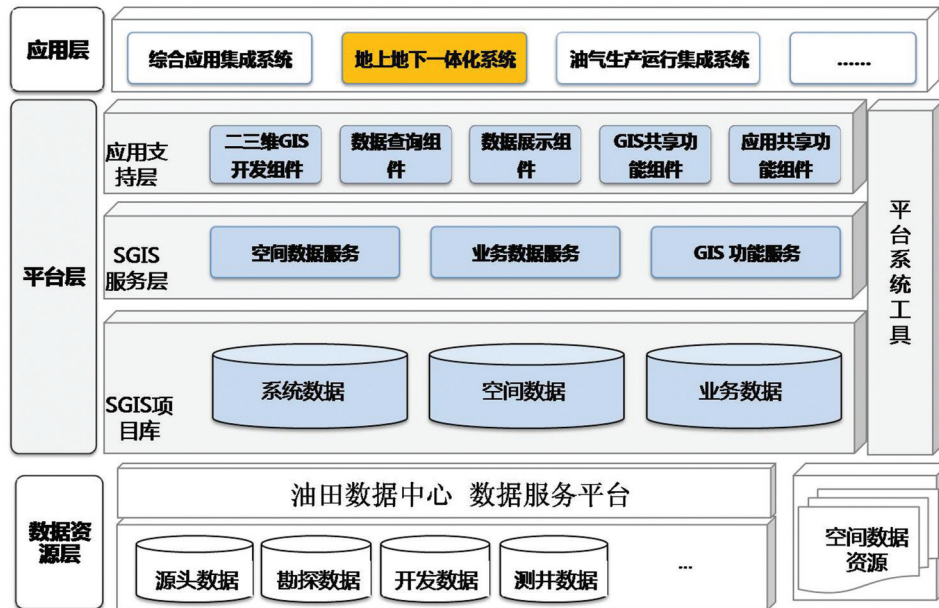 应用层
综合应用集成系统
地上地下一体化系统
油气生产运行集成系统
......
平台层
应用支
持层
二三维GIS
开发组件
数据查询组
件
数据展示组
件
GIS共享功
能组件
应用共享功
能组件
SGIS
服务层
空间数据服务
业务数据服务
GIS 功能服务
SGIS项
目库
系统数据
空间数据
业务数据
平台系统工具
数据资
源层
油田数据中心 数据服务平台
源头数据
勘探数据
开发数据
测井数据
...
空间数据
资源